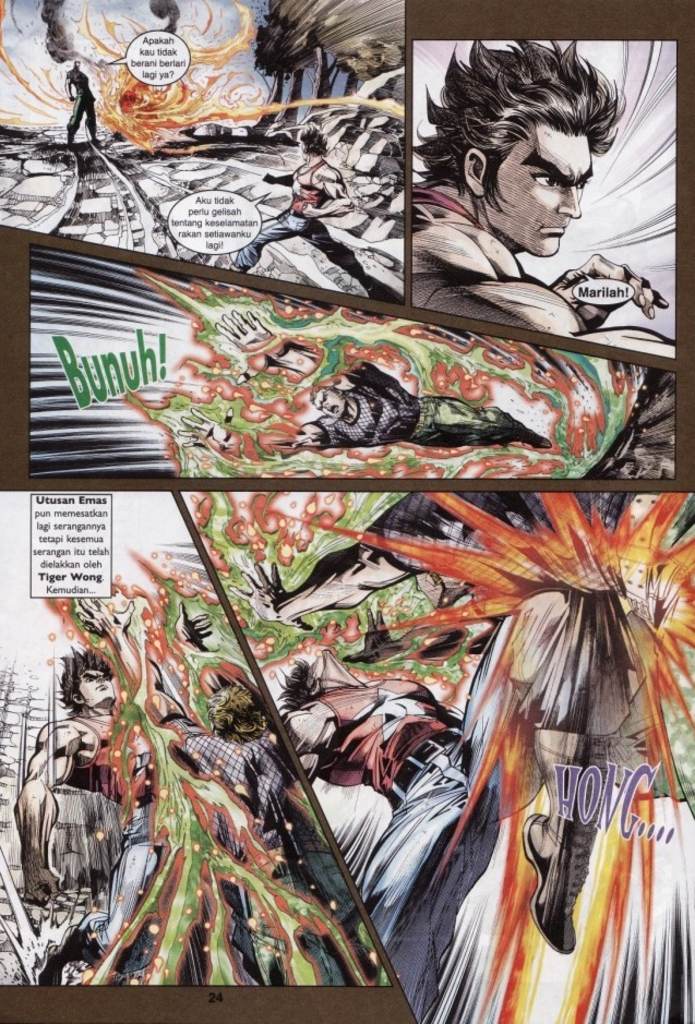 Apakah
kau tidak
berani berlari
lagi ya?
Aku tidak
perlu gelisah
tentang keselamatan
rakan setiawanku
lagi!
Marilah!
Bunuh!
Utusan Emas
pun memesatkan
lagi serangannya
tetapi kesemua
serangan itu telah
dielakkan oleh
Tiger Wong.
Kemudian...
HONG....
24